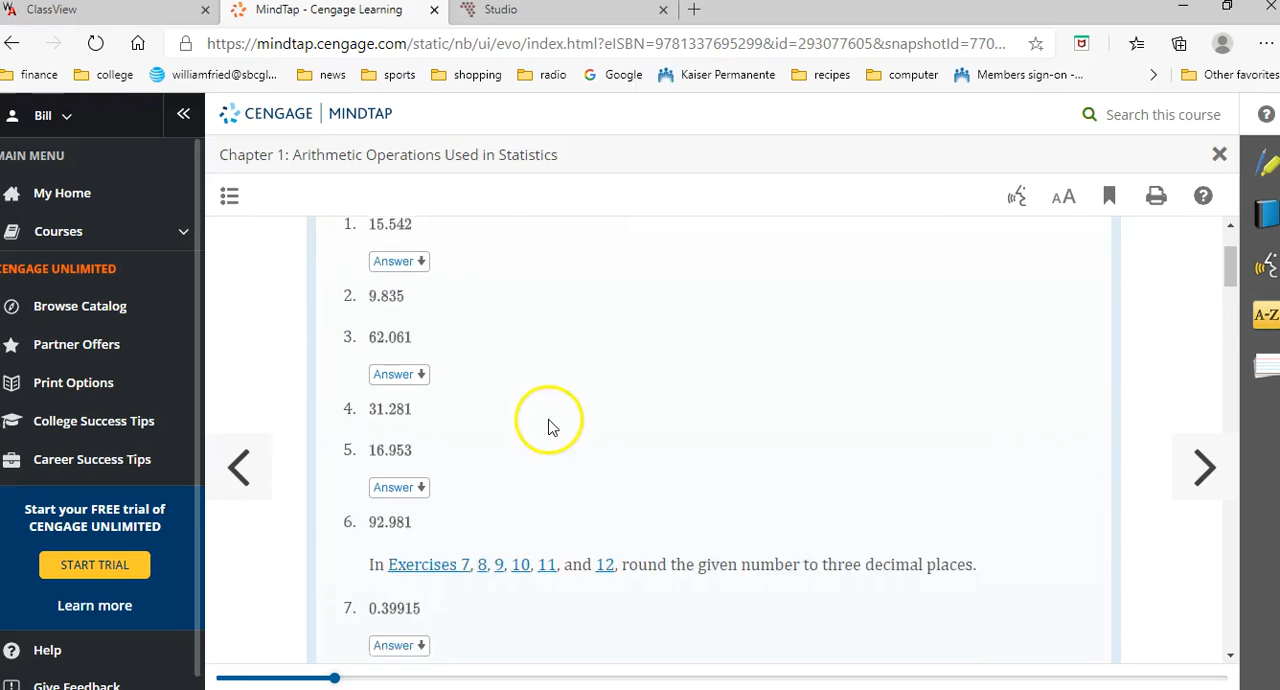 ClassView
MindTap - Cengage Learning
Studio
https://mindtap.cengage.com/static/nb/ui/evo/index.html?eISBN=9781337695299&id=293077605&snapshotId=770...
finance
college
williamfried@sbcgl...
news
sports
shopping
radio
Google
Kaiser Permanente
recipes
computer
Members sign-on -...
Other favorites
Bill
CENGAGE | MINDTAP
Search this course
MAIN MENU
Chapter 1: Arithmetic Operations Used in Statistics
My Home
AA
Courses
CENGAGE UNLIMITED
Browse Catalog
Partner Offers
Print Options
College Success Tips
Career Success Tips
Start your FREE trial of
CENGAGE UNLIMITED
START TRIAL
Learn more
Help
Give Feedback
1. 15.542
Answer
2. 9.835
3. 62.061
Answer
4. 31.281
5. 16.953
Answer
6. 92.981
In Exercises 7, 8, 9, 10, 11, and 12, round the given number to three decimal places.
7. 0.39915
Answer
A-Z